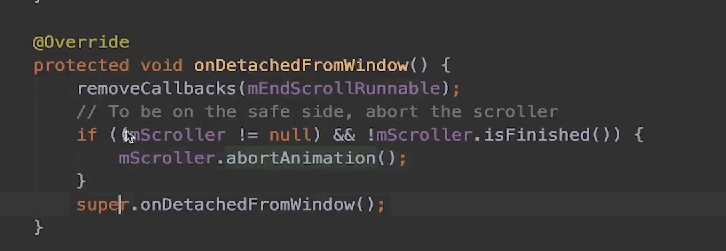 }
@Override
protected void onDetachedFromWindow() {
removeCallbacks(mEndScrollRunnable);
// To be on the safe side, abort the scroller
if ((mScroller != null) && !mScroller.isFinished()) {
mScroller.abortAnimation();
}
super.onDetachedFromWindow();
}